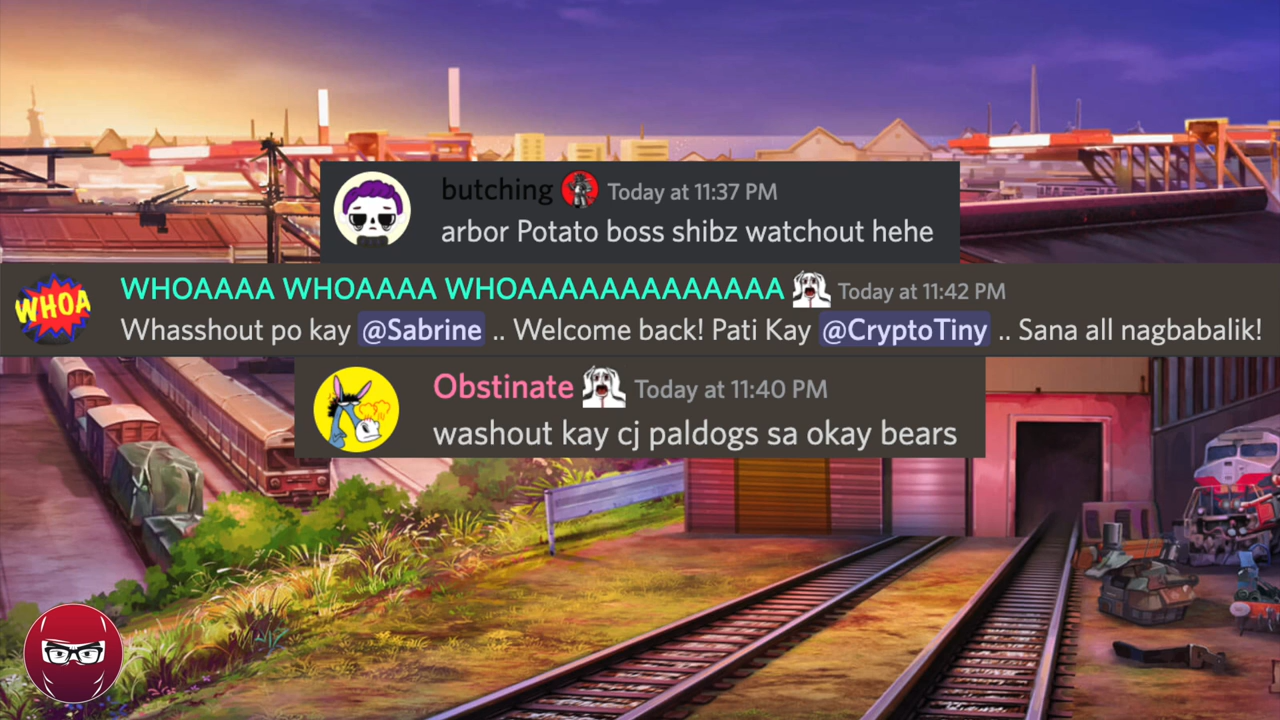 butching Today at 11:37 PM
arbor Potato boss shibz watchout hehe
WHOA
WHOAAAA WHOAAAA WHOAAAAAAAAAAAAA Today at 11:42 PM
Whasshout po kay @Sabrine .. Welcome back! Pati Kay @CryptoTiny .. Sana all nagbabalik!
Obstinate Today at 11:40 PM
washout kay cj paldogs sa okay bears